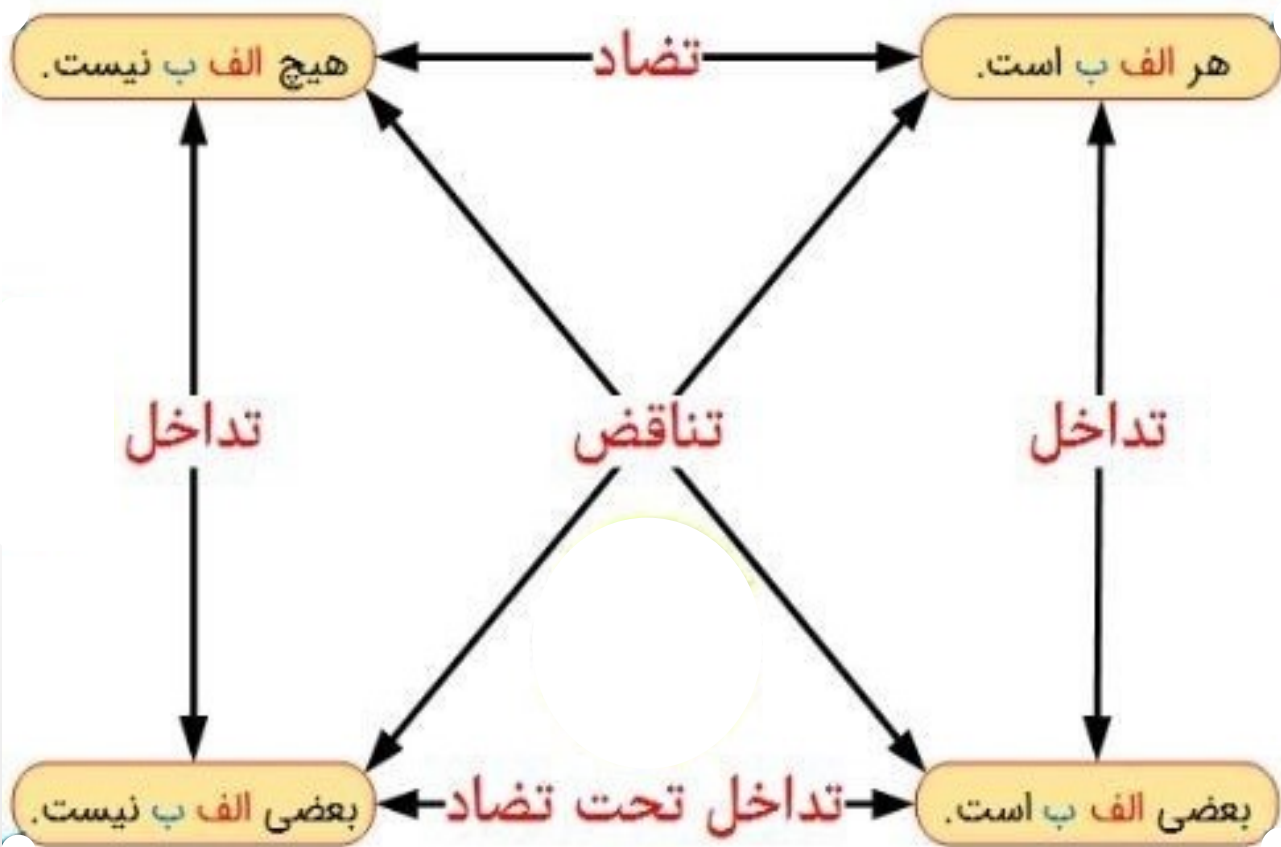 هر الف ب است.
تضاد
هیچ الف ب نیست.
تداخل
تناقض
تداخل
بعضی الف ب است.
تداخل تحت تضاد
بعضی الف ب نیست.